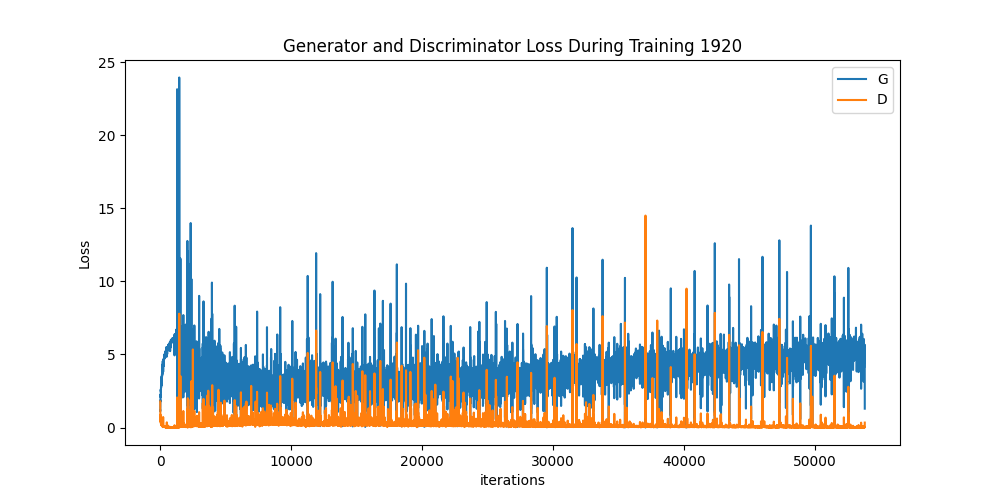 Generator and Discriminator Loss During Training 1920
G
D
25
20
15
10
5
0
Loss
0 10000 20000 30000 40000 50000
iterations